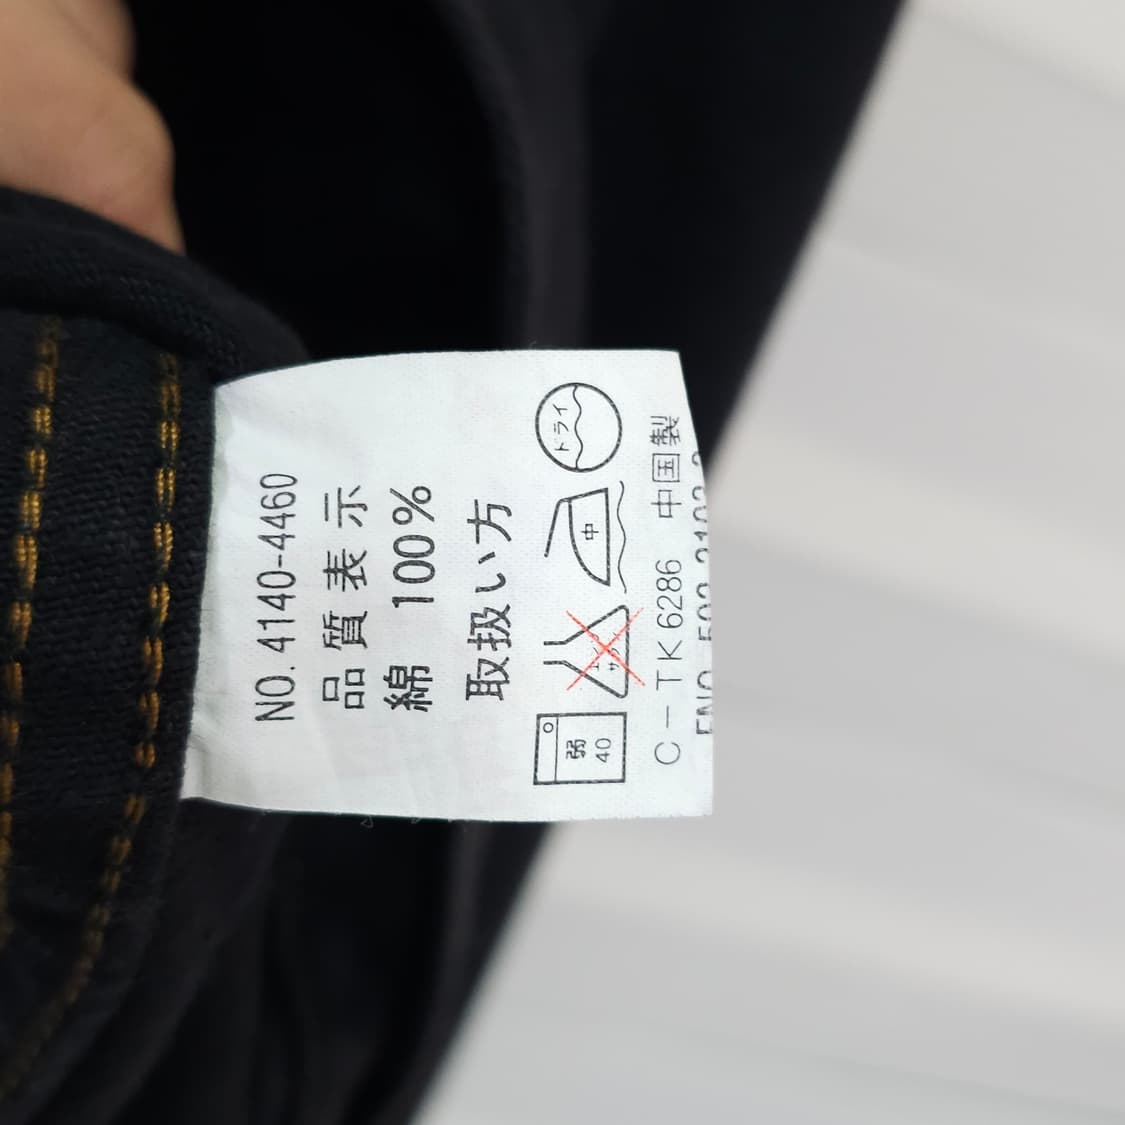 NO. 4140-4460
品質表示
綿 100%
取扱い方
弱 40
中
ドライ
C-TK6286 中国製